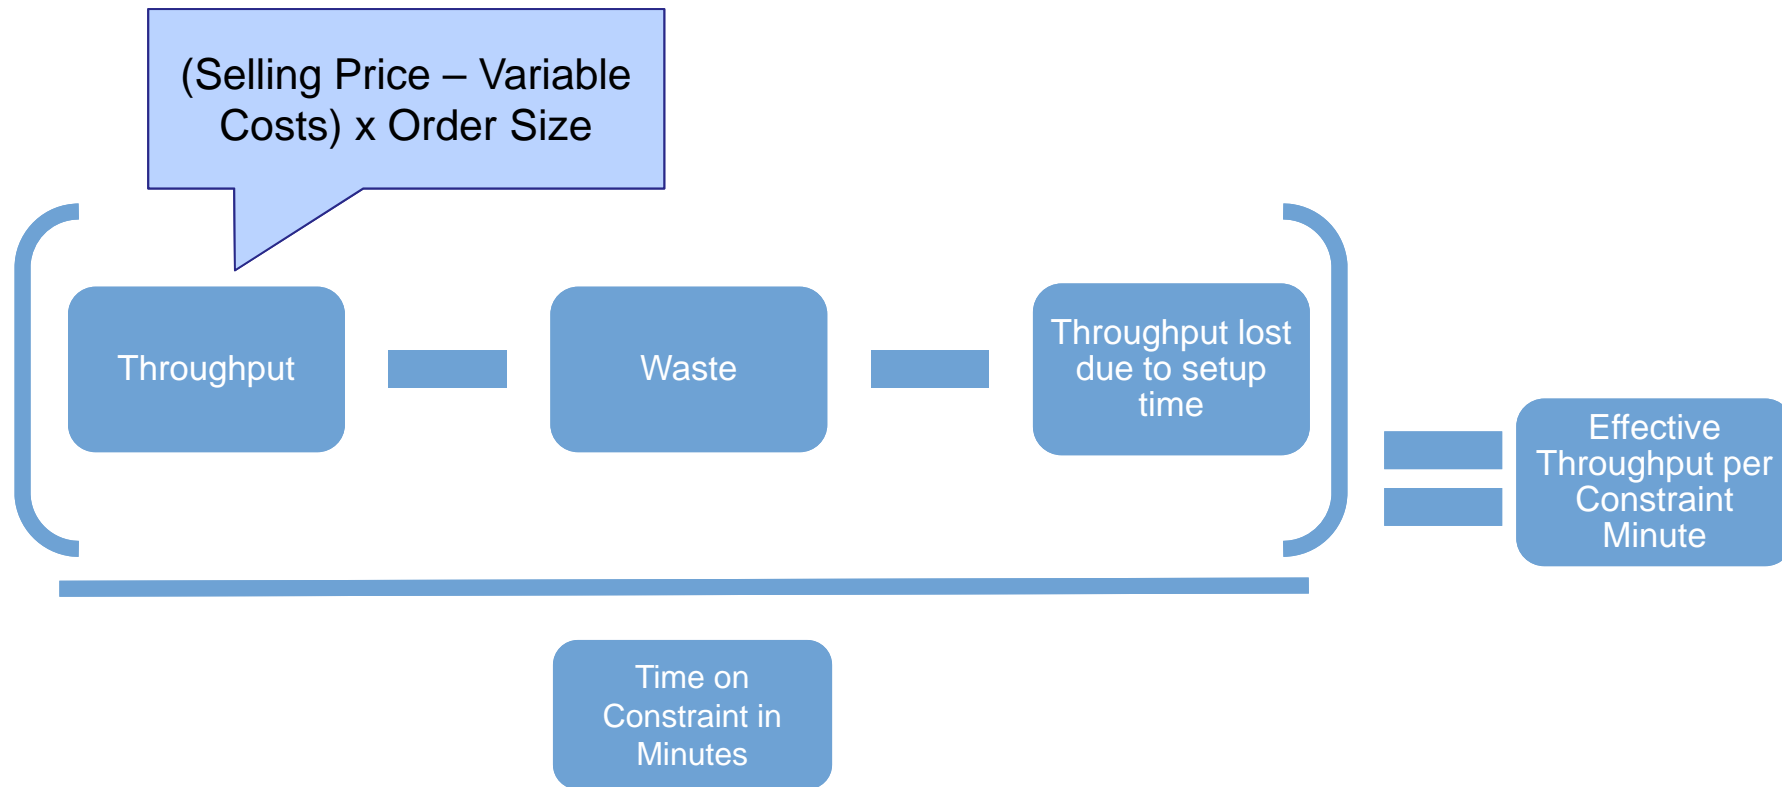 (Selling Price – Variable
Costs) x Order Size
Throughput
Waste
Throughput lost
due to setup
time
Effective
Throughput per
Constraint
Minute
Time on
Constraint in
Minutes